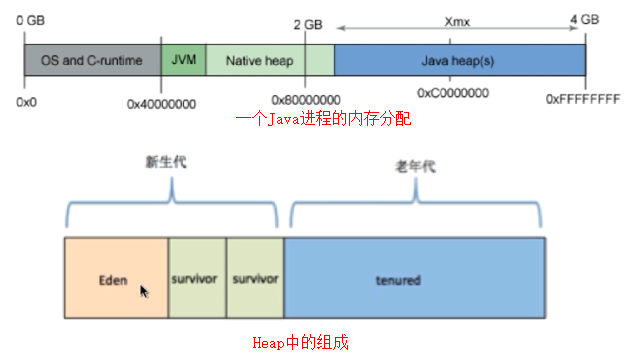 0 GB 2 GB Xmx 4 GB
OS and C-runtime JVM Native heap Java heap(s)
0x0 0x40000000 0x80000000 0xC0000000 0xFFFFFFFF
一个Java进程的内存分配
新生代 老年代
Eden survivor survivor tenured
Heap中的组成